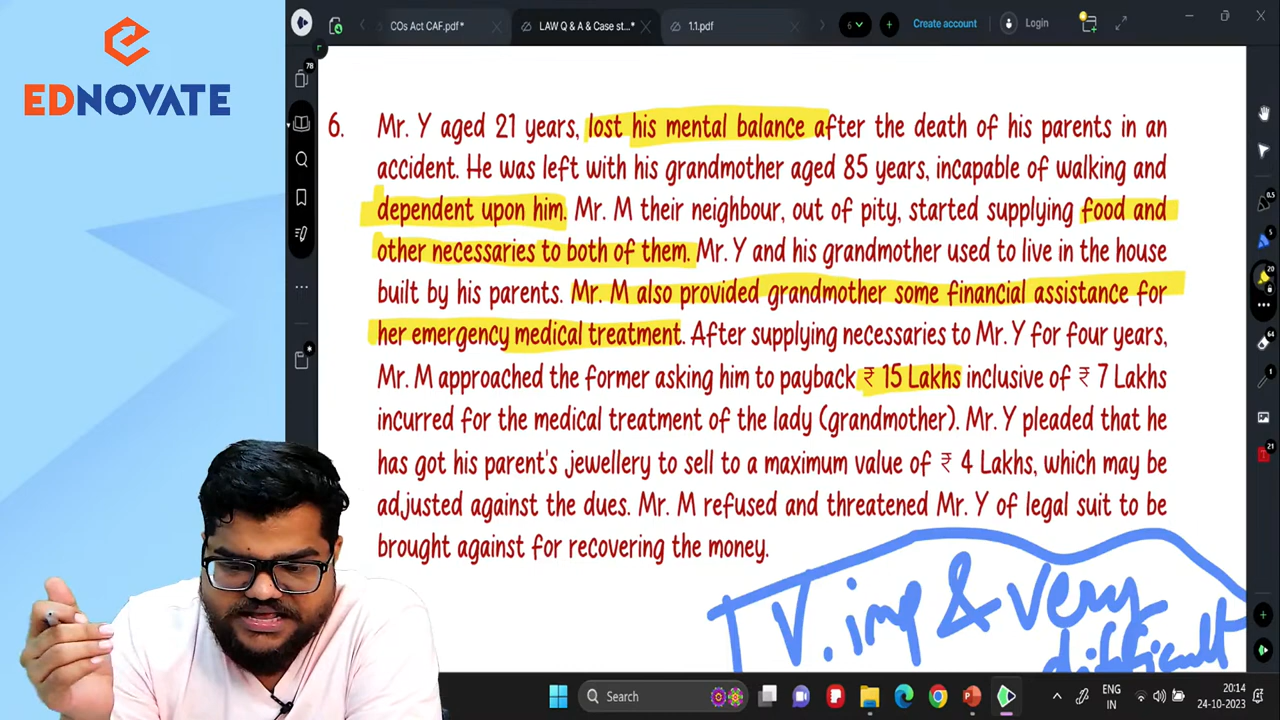 EDNOVATE
COs Act CAF.pdf*
LAW Q & A & Case st...*
1.1.pdf
6
Create account
Login
78
6. Mr. Y aged 21 years, lost his mental balance after the death of his parents in an
accident. He was left with his grandmother aged 85 years, incapable of walking and
dependent upon him. Mr. M their neighbour, out of pity, started supplying food and
other necessaries to both of them. Mr. Y and his grandmother used to live in the house
built by his parents. Mr. M also provided grandmother some financial assistance for
her emergency medical treatment. After supplying necessaries to Mr. Y for four years,
Mr. M approached the former asking him to payback ₹ 15 Lakhs inclusive of ₹ 7 Lakhs
incurred for the medical treatment of the lady (grandmother). Mr. Y pleaded that he
has got his parent's jewellery to sell to a maximum value of ₹ 4 Lakhs, which may be
adjusted against the dues. Mr. M refused and threatened Mr. Y of legal suit to be
brought against for recovering the money.
V. imp & very
difficult
0.5
5
20
64
1
21
Search
ENG
IN
20:14
24-10-2023